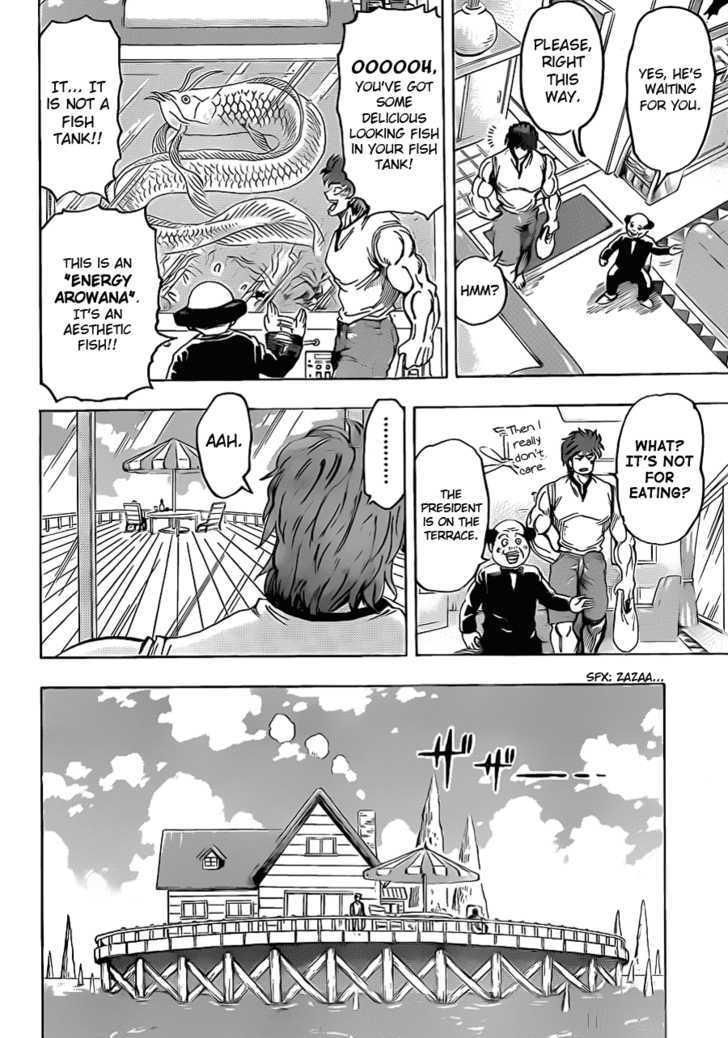 YES, HE'S
WAITING
FOR YOU.
PLEASE,
RIGHT
THIS
WAY.
HMM?
OOOOOH,
YOU'VE GOT
SOME
DELICIOUS
LOOKING FISH
IN YOUR FISH
TANK!
IT... IT
IS NOT A
FISH
TANK!!
THIS IS AN
"ENERGY
AROWANA".
IT'S AN
AESTHETIC
FISH!!
WHAT?
IT'S NOT
FOR
EATING?
Then I
really
don't
care
THE
PRESIDENT
IS ON THE
TERRACE.
.........
AAH.
SFX: ZAZAA...
ザザー